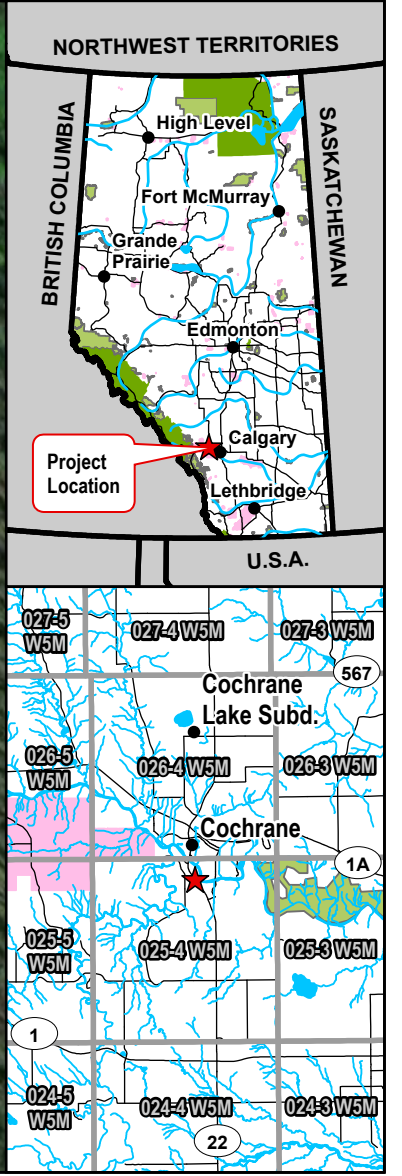 NORTHWEST TERRITORIES
BRITISH COLUMBIA
SASKATCHEWAN
High Level
Fort McMurray
Grande
Prairie
Edmonton
Calgary
Project
Location
Lethbridge
U.S.A.
027-5
W5M
027-4 W5M
027-3 W5M
567
Cochrane
Lake Subd.
026-5
W5M
026-4 W5M
026-3 W5M
Cochrane
1A
025-5
W5M
025-4 W5M
025-3 W5M
1
024-5
W5M
024-4 W5M
024-3 W5M
22